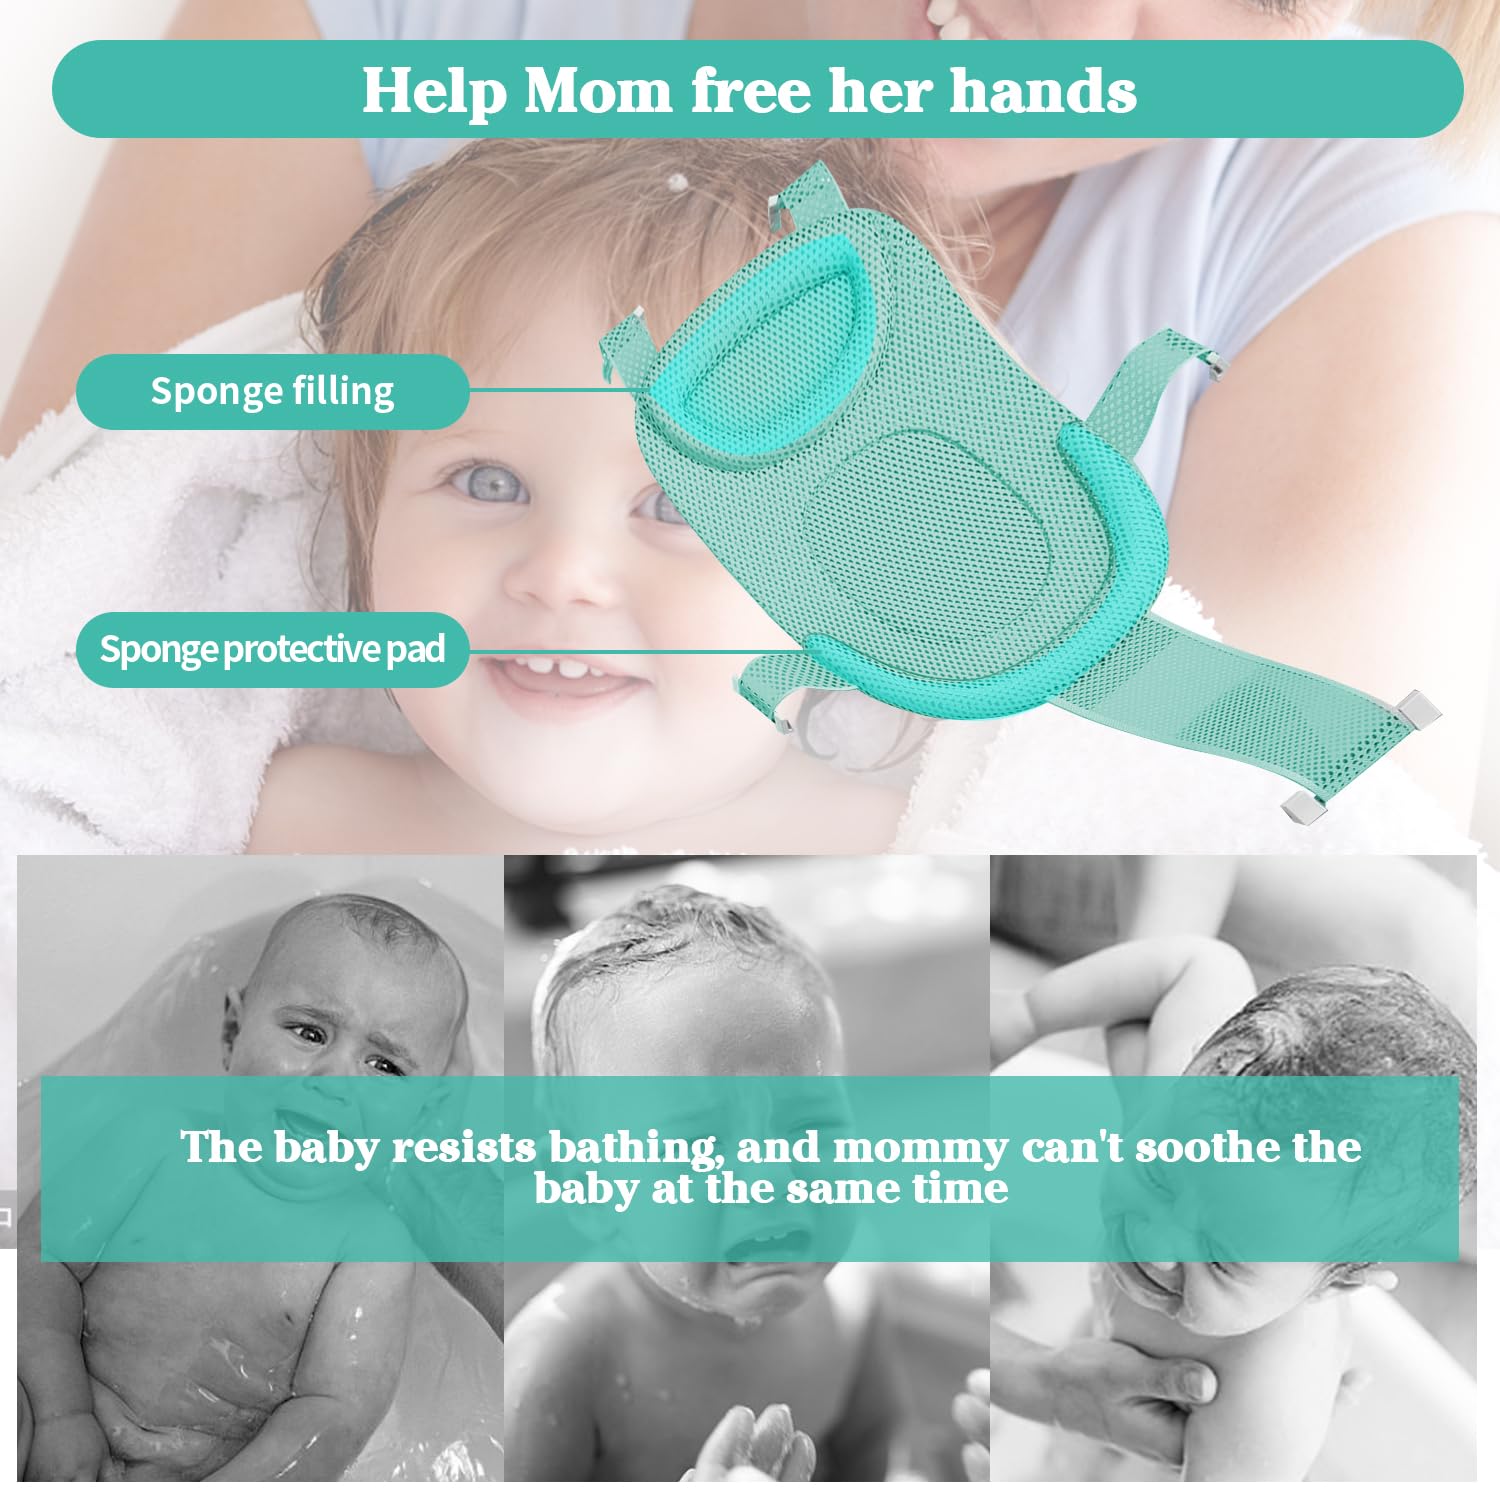 Help Mom free her hands
Sponge filling
Sponge protective pad
The baby resists bathing, and mommy can't soothe the
baby at the same time